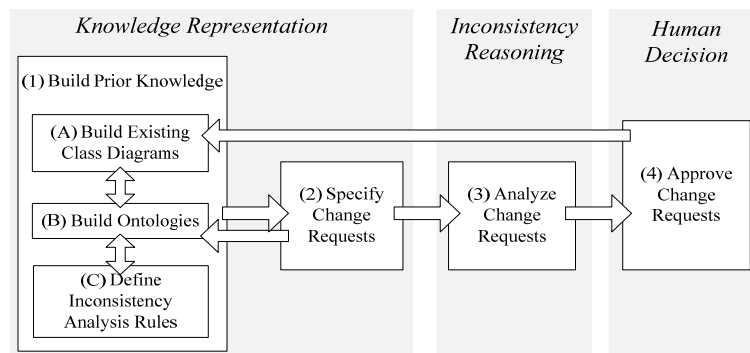 Knowledge Representation
Inconsistency
Reasoning
Human
Decision
(1) Build Prior Knowledge
(A) Build Existing
Class Diagrams
(B) Build Ontologies
(C) Define
Inconsistency
Analysis Rules
(2) Specify
Change
Requests
(3) Analyze
Change
Requests
(4) Approve
Change
Requests